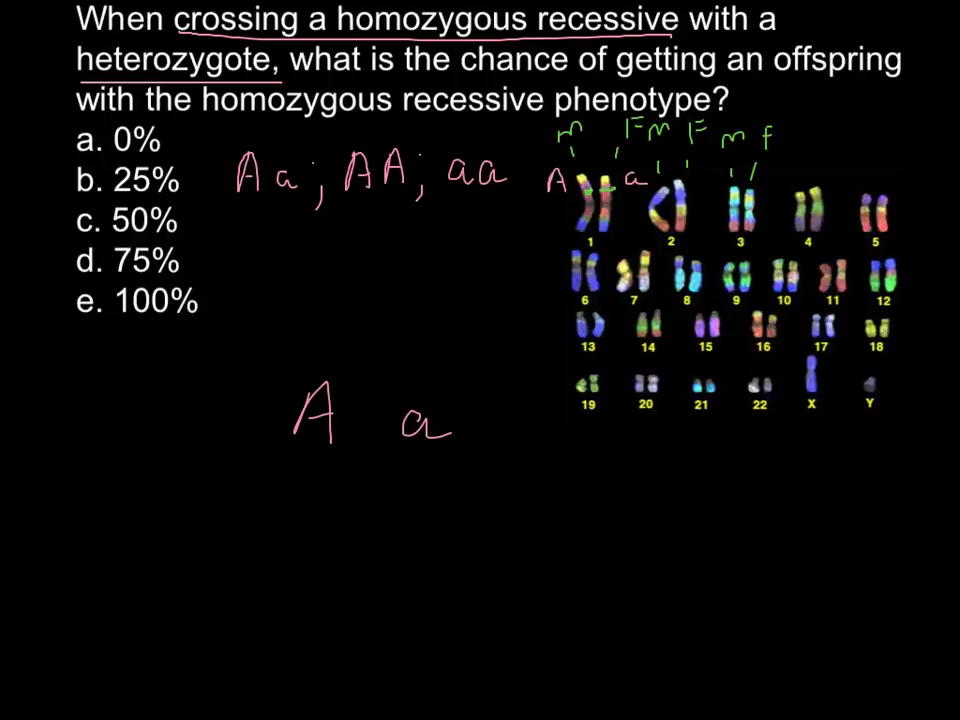 When crossing a homozygous recessive with a
heterozygote, what is the chance of getting an offspring
with the homozygous recessive phenotype?
a. 0%
b. 25%
c. 50%
d. 75%
e. 100%
m F m F m f
Aa; AA; aa A a
1 2 3 4 5
6 7 8 9 10 11 12
13 14 15 16 17 18
19 20 21 22 X Y
A a